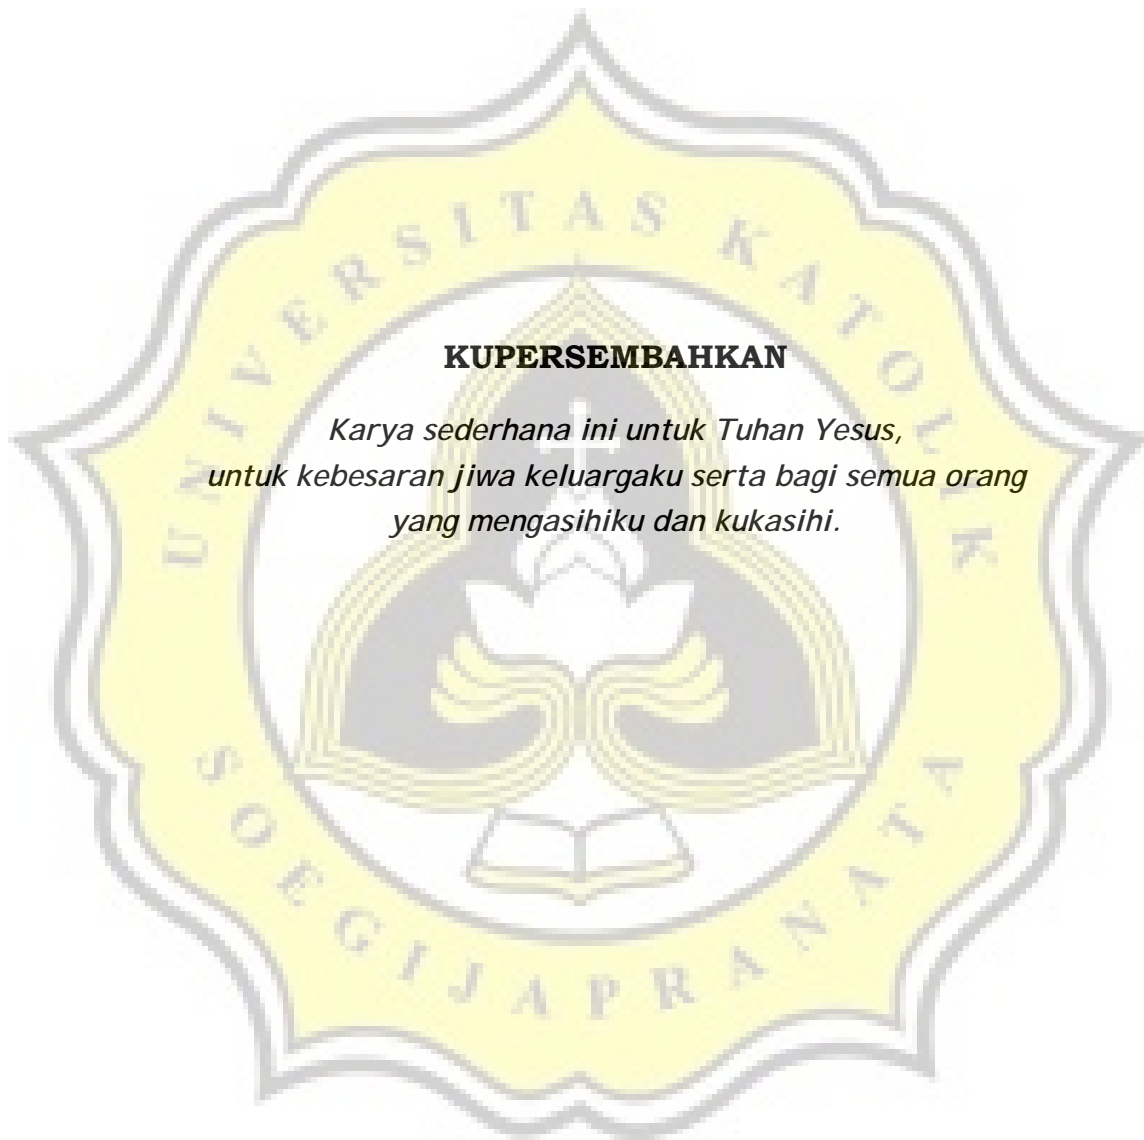 UNIVERSITAS KATOLIK
KUPERSEMBAHKAN
Karya sederhana ini untuk Tuhan Yesus,
untuk kebesaran jiwa keluargaku serta bagi semua orang
yang mengasihiku dan kukasihi.
SOEGIJAPRANATA